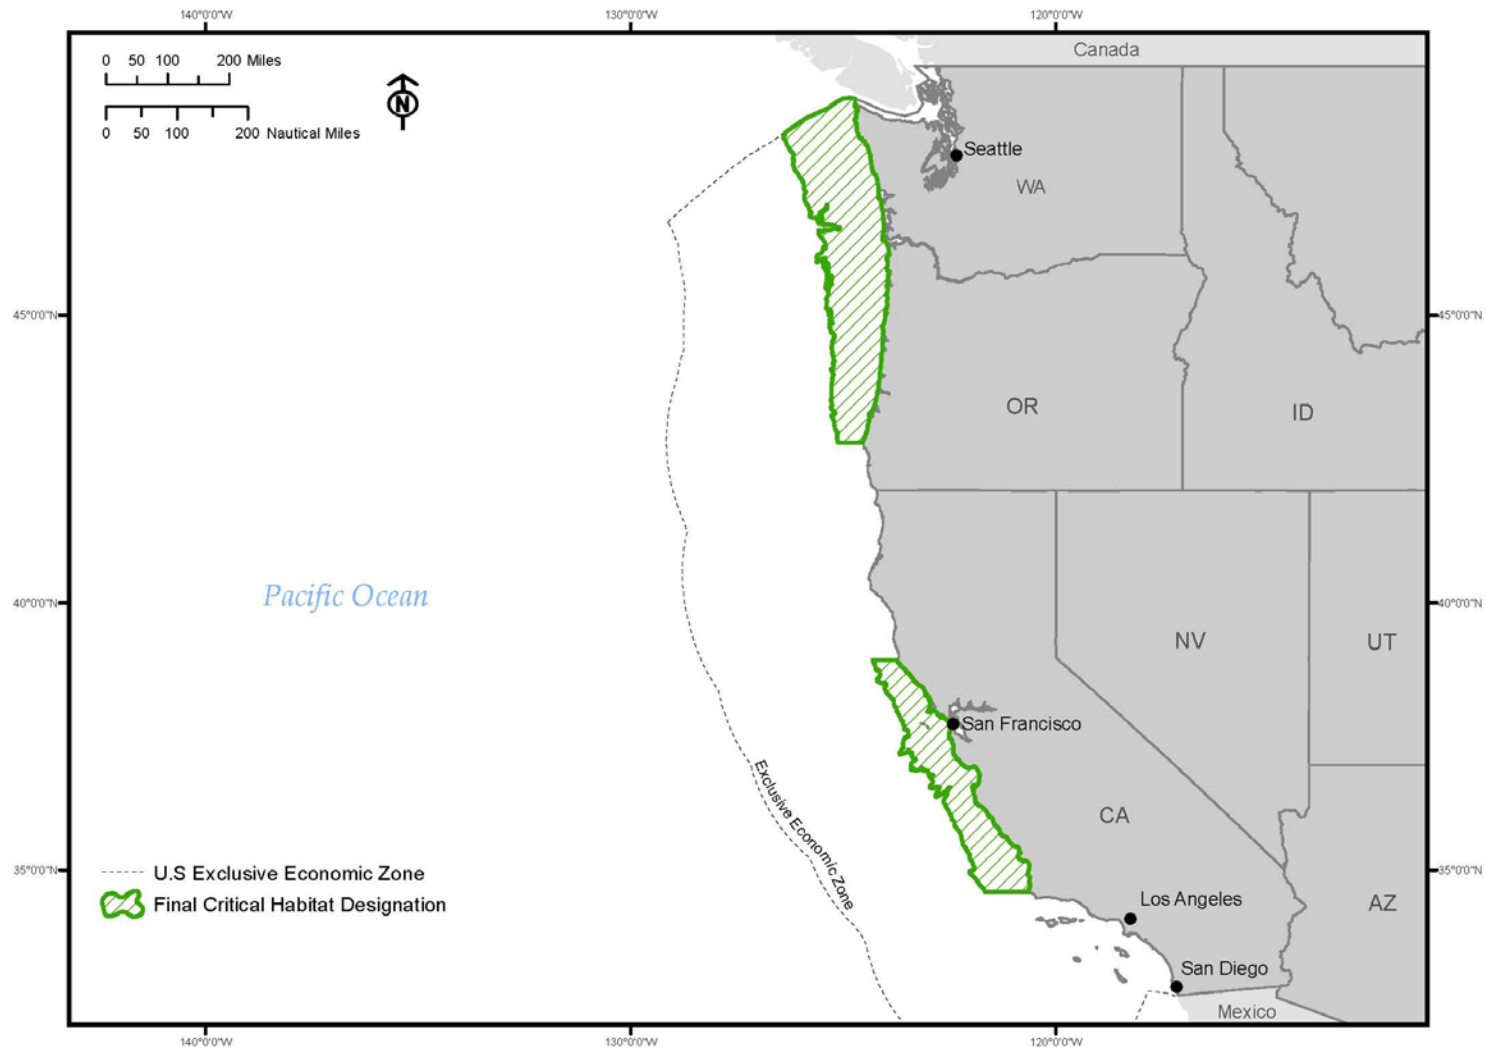 140°0'0"W 130°0'0"W 120°0'0"W
Canada
0 50 100 200 Miles
N
0 50 100 200 Nautical Miles
Seattle
WA
45°0'0"N 45°0'0"N
OR
ID
Pacific Ocean
40°0'0"N 40°0'0"N
NV
UT
San Francisco
CA
Exclusive Economic Zone
35°0'0"N 35°0'0"N
U.S Exclusive Economic Zone
Final Critical Habitat Designation
Los Angeles
AZ
San Diego
Mexico
140°0'0"W 130°0'0"W 120°0'0"W